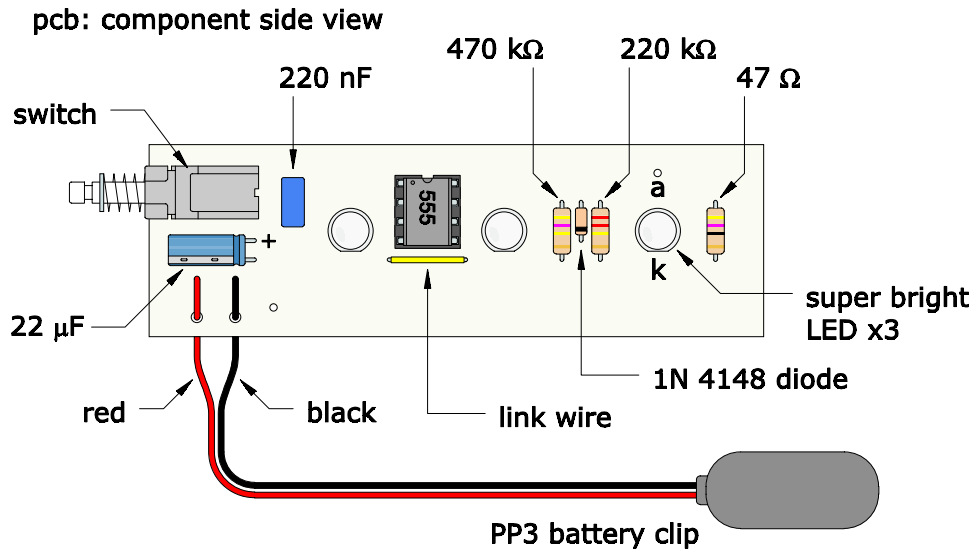 pcb: component side view
470 kΩ
220 kΩ
220 nF
47 Ω
switch
555
a
+
k
super bright
LED x3
22 µF
1N 4148 diode
red
black
link wire
PP3 battery clip